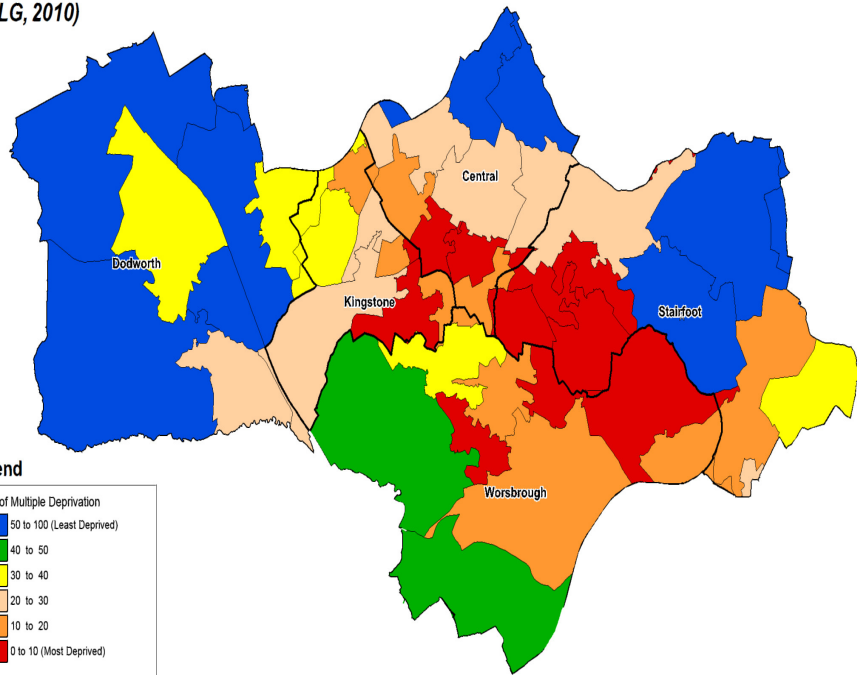 LG, 2010)
Central
Dodworth
Kingstone
Stairfoot
Worsbrough
end
of Multiple Deprivation
50 to 100 (Least Deprived)
40 to 50
30 to 40
20 to 30
10 to 20
0 to 10 (Most Deprived)